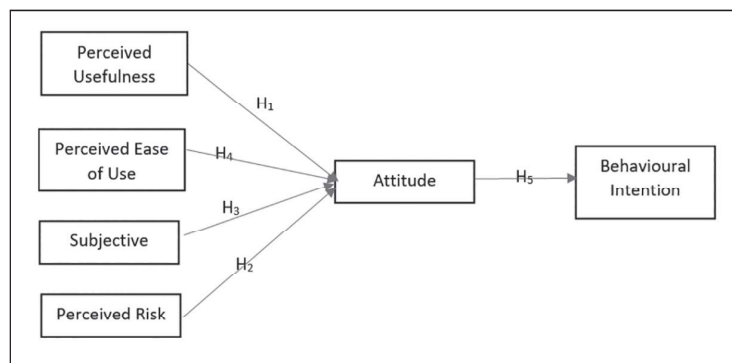 Perceived
Usefulness
H₁
Perceived Ease
of Use
H₄
Attitude
H₅
Behavioural
Intention
H₃
Subjective
H₂
Perceived Risk